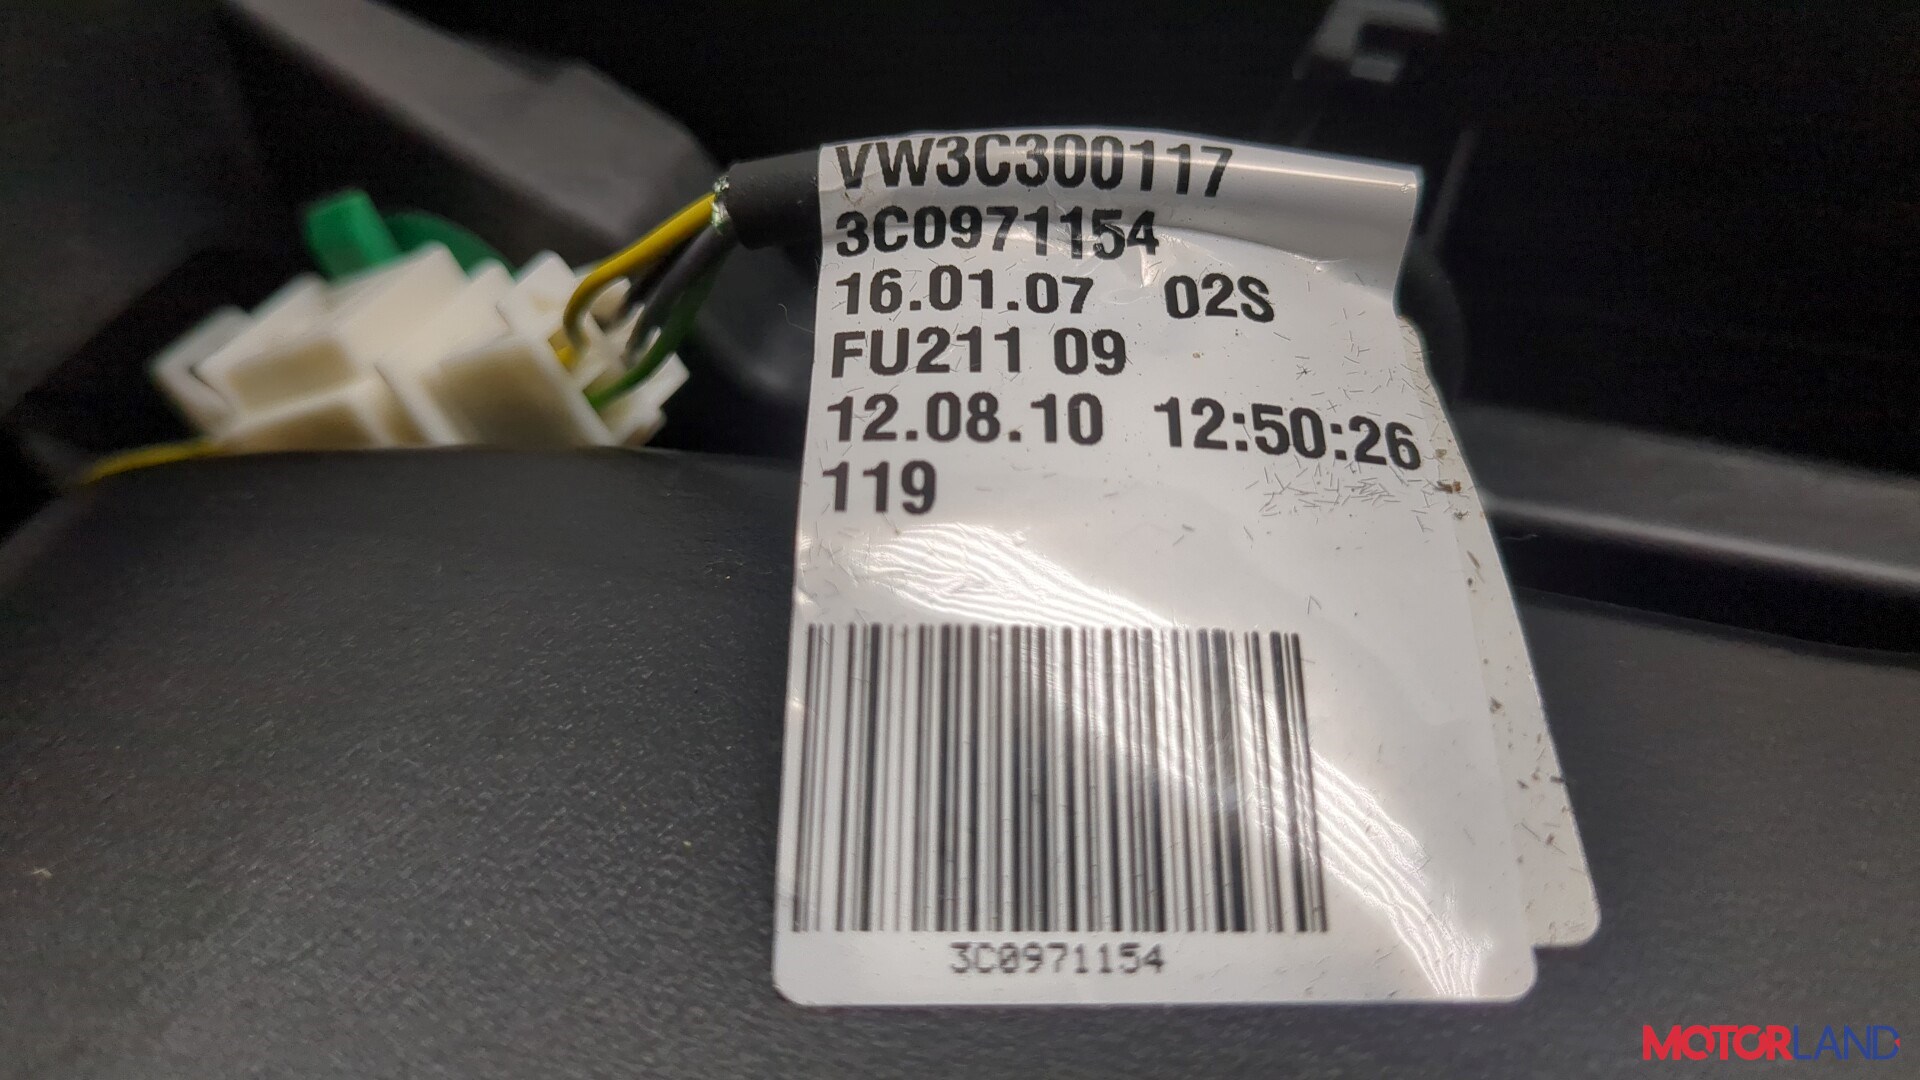 VW3C300117
3C0971154
16.01.07 02S
FU211 09
12.08.10 12:50:26
119
3C0971154
MOTORLAND